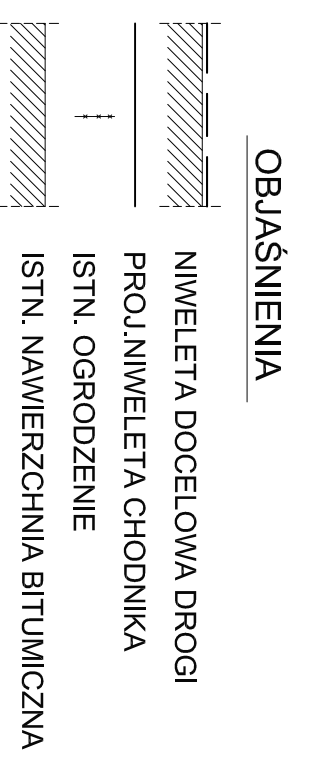 OBJAŚNIENIA
NIWELETA DOCELOWA DROGI
PROJ.NIWELETA CHODNIKA
ISTN. OGRODZENIE
ISTN. NAWIERZCHNIA BITUMICZNA